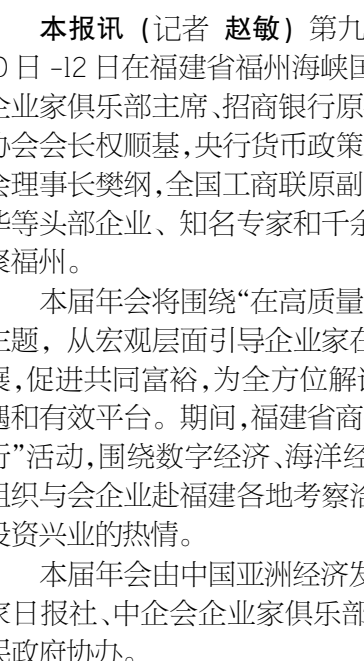 本报讯（记者 赵敏）第九
0日-12日在福建省福州海峡国
企业家俱乐部主席、招商银行原
办会会长权顺基,央行货币政策
会理事长樊纲,全国工商联原副
华等头部企业、知名专家和千余
聚福州。
本届年会将围绕“在高质量
主题，从宏观层面引导企业家在
展,促进共同富裕,为全方位解
遇和有效平台。期间,福建省商
行”活动,围绕数字经济、海洋经
组织与会企业赴福建各地考察洽
投资兴业的热情。
本届年会由中国亚洲经济发
家日报社、中企会企业家俱乐部
民政府协办。